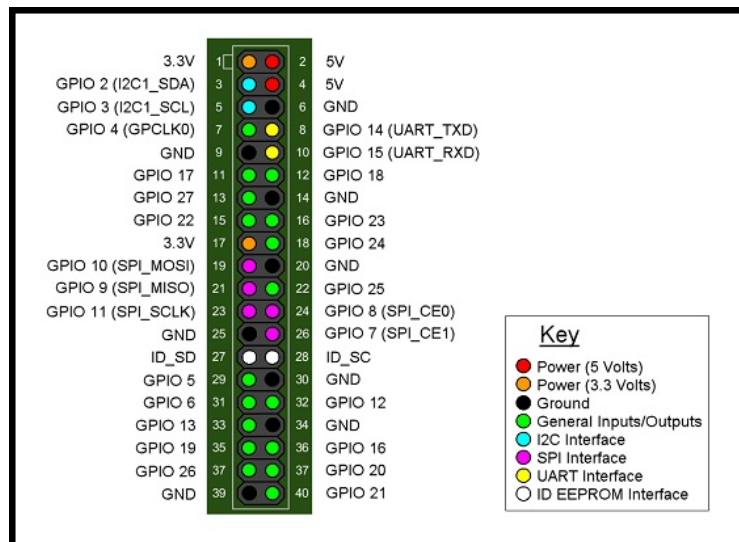 3.3V 1 2 5V
GPIO 2 (I2C1_SDA) 3 4 5V
GPIO 3 (I2C1_SCL) 5 6 GND
GPIO 4 (GPCLK0) 7 8 GPIO 14 (UART_TXD)
GND 9 10 GPIO 15 (UART_RXD)
GPIO 17 11 12 GPIO 18
GPIO 27 13 14 GND
GPIO 22 15 16 GPIO 23
3.3V 17 18 GPIO 24
GPIO 10 (SPI_MOSI) 19 20 GND
GPIO 9 (SPI_MISO) 21 22 GPIO 25
GPIO 11 (SPI_SCLK) 23 24 GPIO 8 (SPI_CE0)
GND 25 26 GPIO 7 (SPI_CE1)
ID_SD 27 28 ID_SC
GPIO 5 29 30 GND
GPIO 6 31 32 GPIO 12
GPIO 13 33 34 GND
GPIO 19 35 36 GPIO 16
GPIO 26 37 37 GPIO 20
GND 39 40 GPIO 21
Key
Power (5 Volts)
Power (3.3 Volts)
Ground
General Inputs/Outputs
I2C Interface
SPI Interface
UART Interface
ID EEPROM Interface